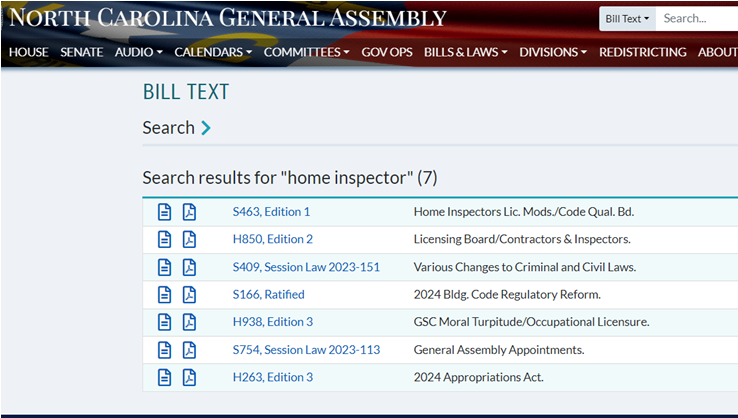 NORTH CAROLINA GENERAL ASSEMBLY
Bill Text Search...
HOUSE SENATE AUDIO CALENDARS COMMITTEES GOV OPS BILLS & LAWS DIVISIONS REDISTRICTING ABOUT
BILL TEXT
Search
Search results for "home inspector" (7)
S463, Edition 1 Home Inspectors Lic. Mods./Code Qual. Bd.
H850, Edition 2 Licensing Board/Contractors & Inspectors.
S409, Session Law 2023-151 Various Changes to Criminal and Civil Laws.
S166, Ratified 2024 Bldg. Code Regulatory Reform.
H938, Edition 3 GSC Moral Turpitude/Occupational Licensure.
S754, Session Law 2023-113 General Assembly Appointments.
H263, Edition 3 2024 Appropriations Act.